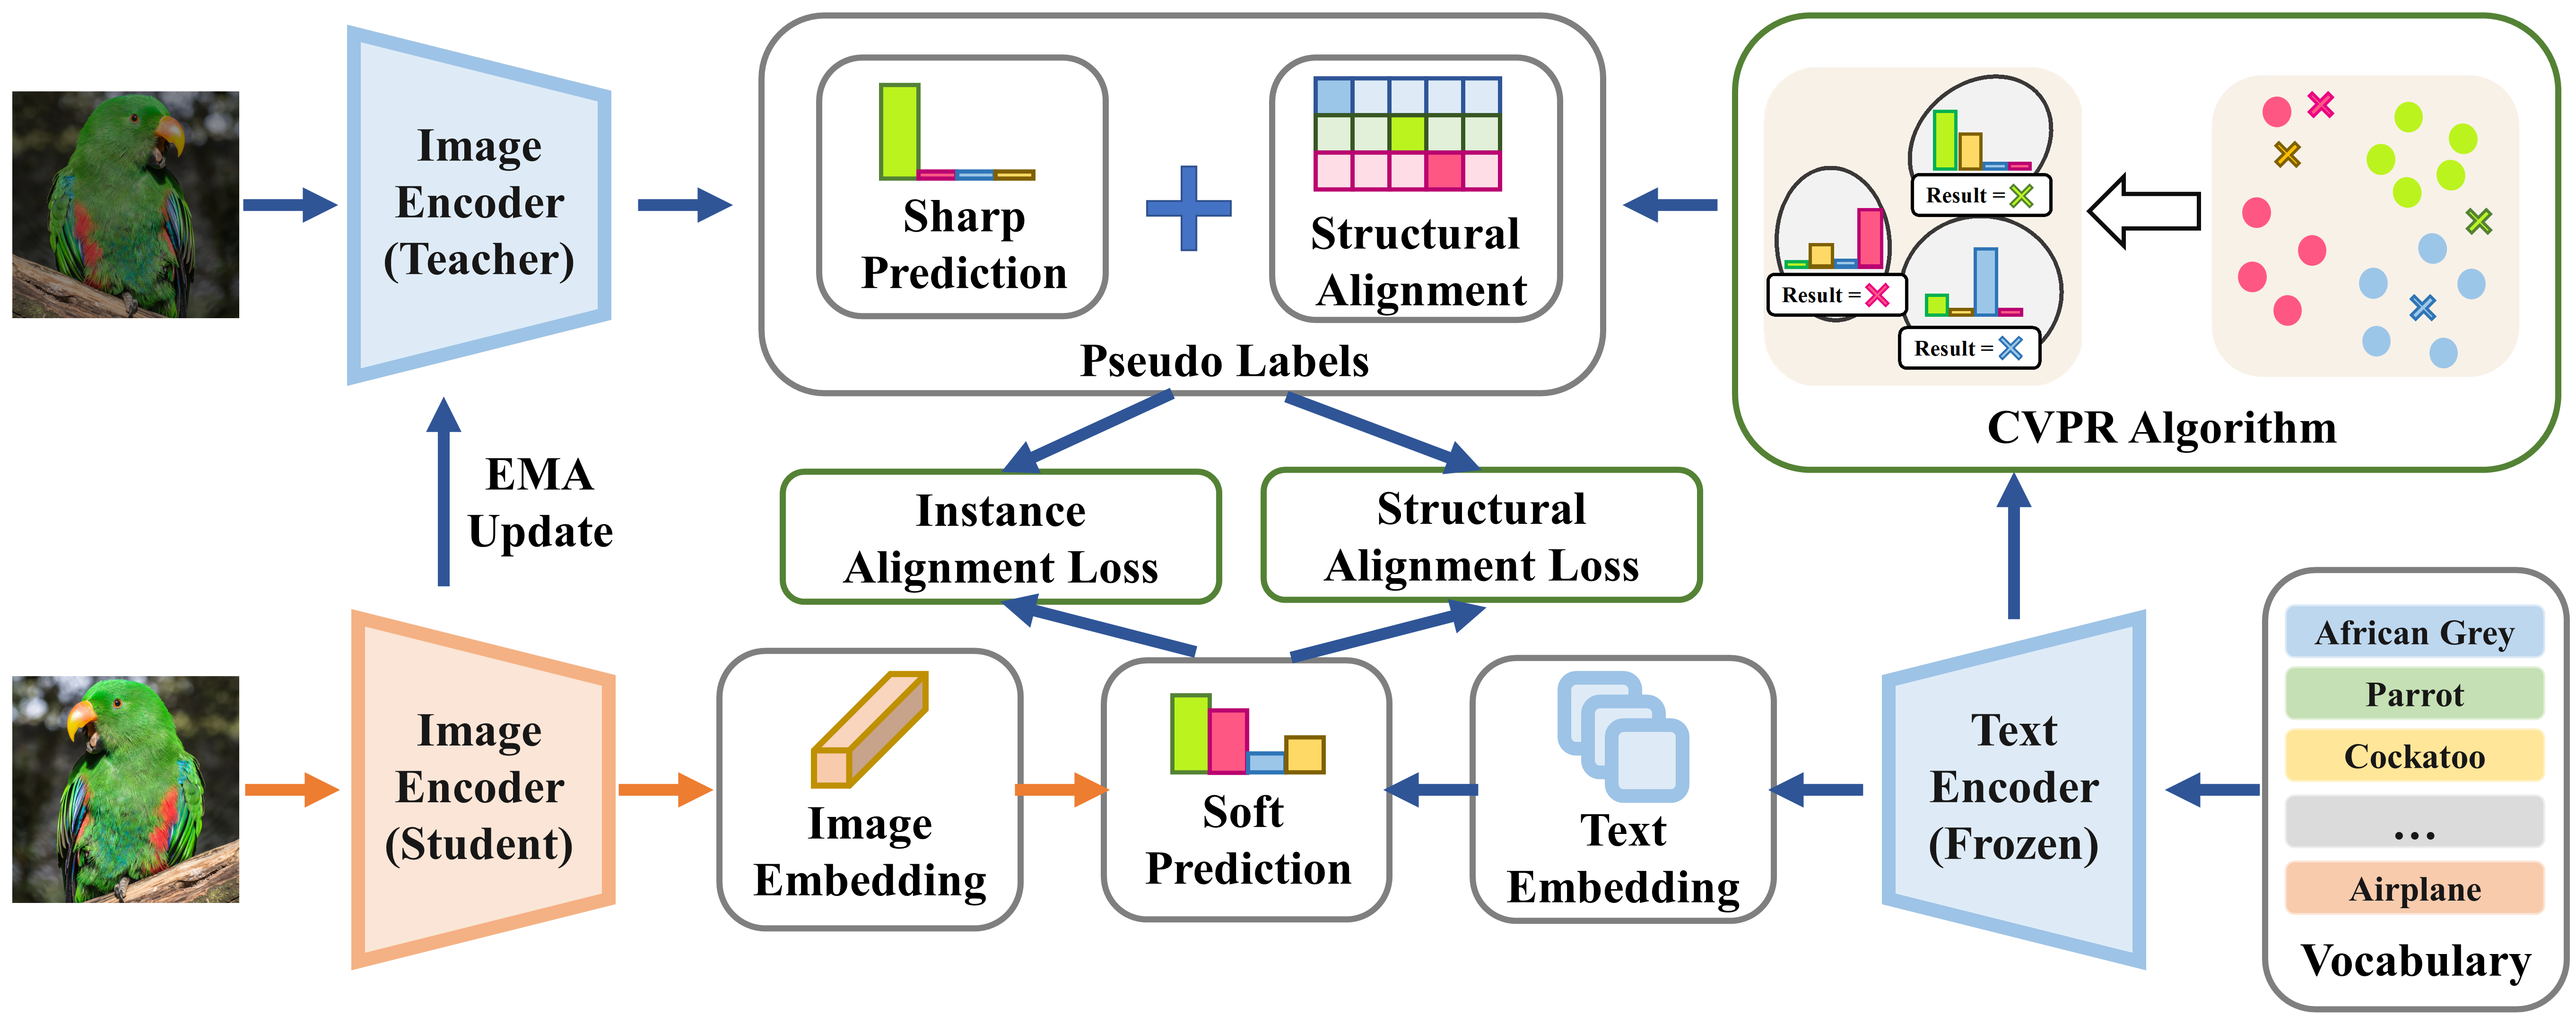 Image
Encoder
(Teacher)
Sharp
Prediction
Structural
Alignment
Pseudo Labels
Result =
Result =
Result =
CVPR Algorithm
EMA
Update
Instance
Alignment Loss
Structural
Alignment Loss
Image
Encoder
(Student)
Image
Embedding
Soft
Prediction
Text
Embedding
Text
Encoder
(Frozen)
African Grey
Parrot
Cockatoo
...
Airplane
Vocabulary